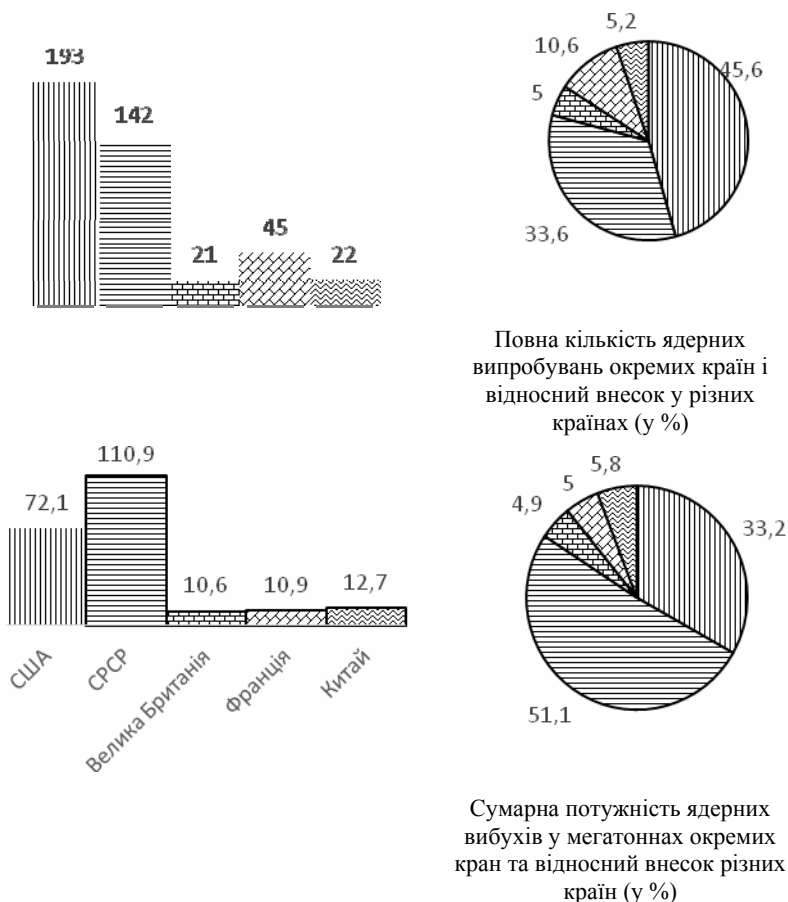 193
142
21
45
22
5,2
10,6
45,6
5
33,6
Повна кількість ядерних
випробувань окремих країн і
відносний внесок у різних
країнах (у %)
72,1
110,9
10,6
10,9
12,7
США
СРСР
Велика Британія
Франція
Китай
5,8
5
4,9
33,2
51,1
Сумарна потужність ядерних
вибухів у мегатоннах окремих
кран та відносний внесок різних
країн (у %)